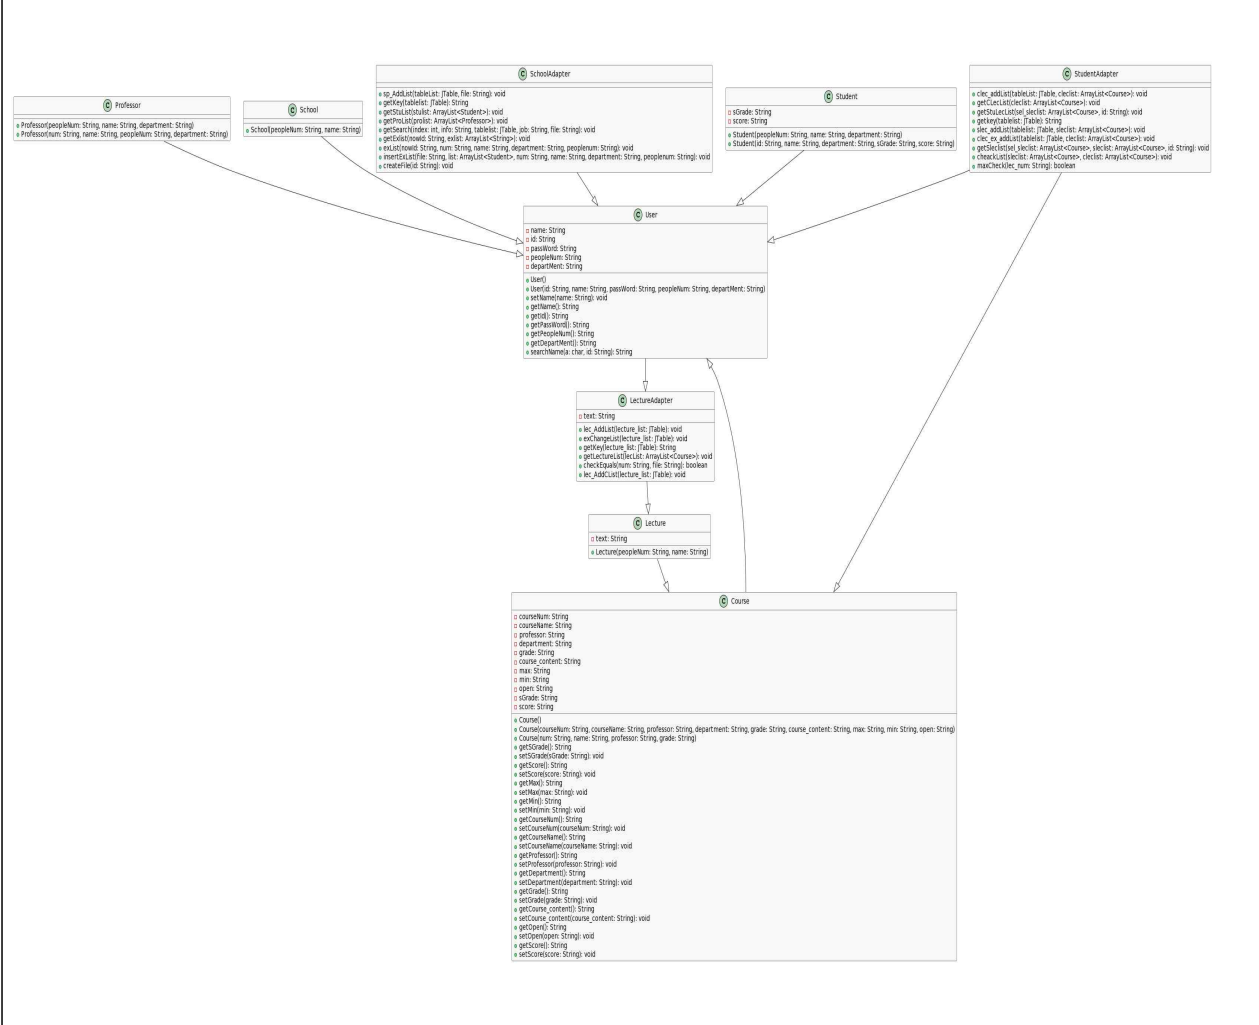 C Professor
Professor(peopleNum: String, name: String, department: String)
Professor(num: String, name: String, peopleNum: String, department: String)
C School
School(peopleNum: String, name: String)
C SchoolAdapter
sp_AddList(tableList: JTable, file: String): void
getKey(tablelist: JTable): String
getStuList(stulist: ArrayList<Student>): void
getProList(prolist: ArrayList<Professor>): void
getSearch(index: int, info: String, tablelist: JTable, job: String, file: String): void
getExlist(nowid: String, exlist: ArrayList<String>): void
exList(nowid: String, num: String, name: String, department: String, peoplenum: String): void
insertExList(file: String, list: ArrayList<Student>, num: String, name: String, department: String, peoplenum: String): void
createFile(id: String): void
C Student
sGrade: String
score: String
Student(peopleNum: String, name: String, department: String)
Student(id: String, name: String, department: String, sGrade: String, score: String)
C StudentAdapter
clec_addList(tableList: JTable, cleclist: ArrayList<Course>): void
getCLecList(cleclist: ArrayList<Course>): void
getStuLecList(sel_sleclist: ArrayList<Course>, id: String): void
getkey(tablelist: JTable): String
slec_addList(tablelist: JTable, sleclist: ArrayList<Course>): void
clec_ex_addList(tablelist: JTable, cleclist: ArrayList<Course>): void
getSleclist(sel_sleclist: ArrayList<Course>, sleclist: ArrayList<Course>, id: String): void
cheackList(sleclist: ArrayList<Course>, cleclist: ArrayList<Course>): void
maxCheck(lec_num: String): boolean
C User
name: String
id: String
passWord: String
peopleNum: String
departMent: String
User()
User(id: String, name: String, passWord: String, peopleNum: String, departMent: String)
setName(name: String): void
getName(): String
getId(): String
getPassWord(): String
getPeopleNum(): String
getDepartMent(): String
searchName(a: char, id: String): String
C LectureAdapter
text: String
lec_AddList(lecture_list: JTable): void
exChangeList(lecture_list: JTable): void
getKey(lecture_list: JTable): String
getLectureList(lecList: ArrayList<Course>): void
checkEquals(num: String, file: String): boolean
lec_AddCList(lecture_list: JTable): void
C Lecture
text: String
Lecture(peopleNum: String, name: String)
C Course
courseNum: String
courseName: String
professor: String
department: String
grade: String
course_content: String
max: String
min: String
open: String
sGrade: String
score: String
Course()
Course(courseNum: String, courseName: String, professor: String, department: String, grade: String, course_content: String, max: String, min: String, open: String)
Course(num: String, name: String, professor: String, grade: String)
getSGrade(): String
setSGrade(sGrade: String): void
getScore(): String
setScore(score: String): void
getMax(): String
setMax(max: String): void
getMin(): String
setMin(min: String): void
getCourseNum(): String
setCourseNum(courseNum: String): void
getCourseName(): String
setCourseName(courseName: String): void
getProfessor(): String
setProfessor(professor: String): void
getDepartment(): String
setDepartment(department: String): void
getGrade(): String
setGrade(grade: String): void
getCourse_content(): String
setCourse_content(course_content: String): void
getOpen(): String
setOpen(open: String): void
getScore(): String
setScore(score: String): void